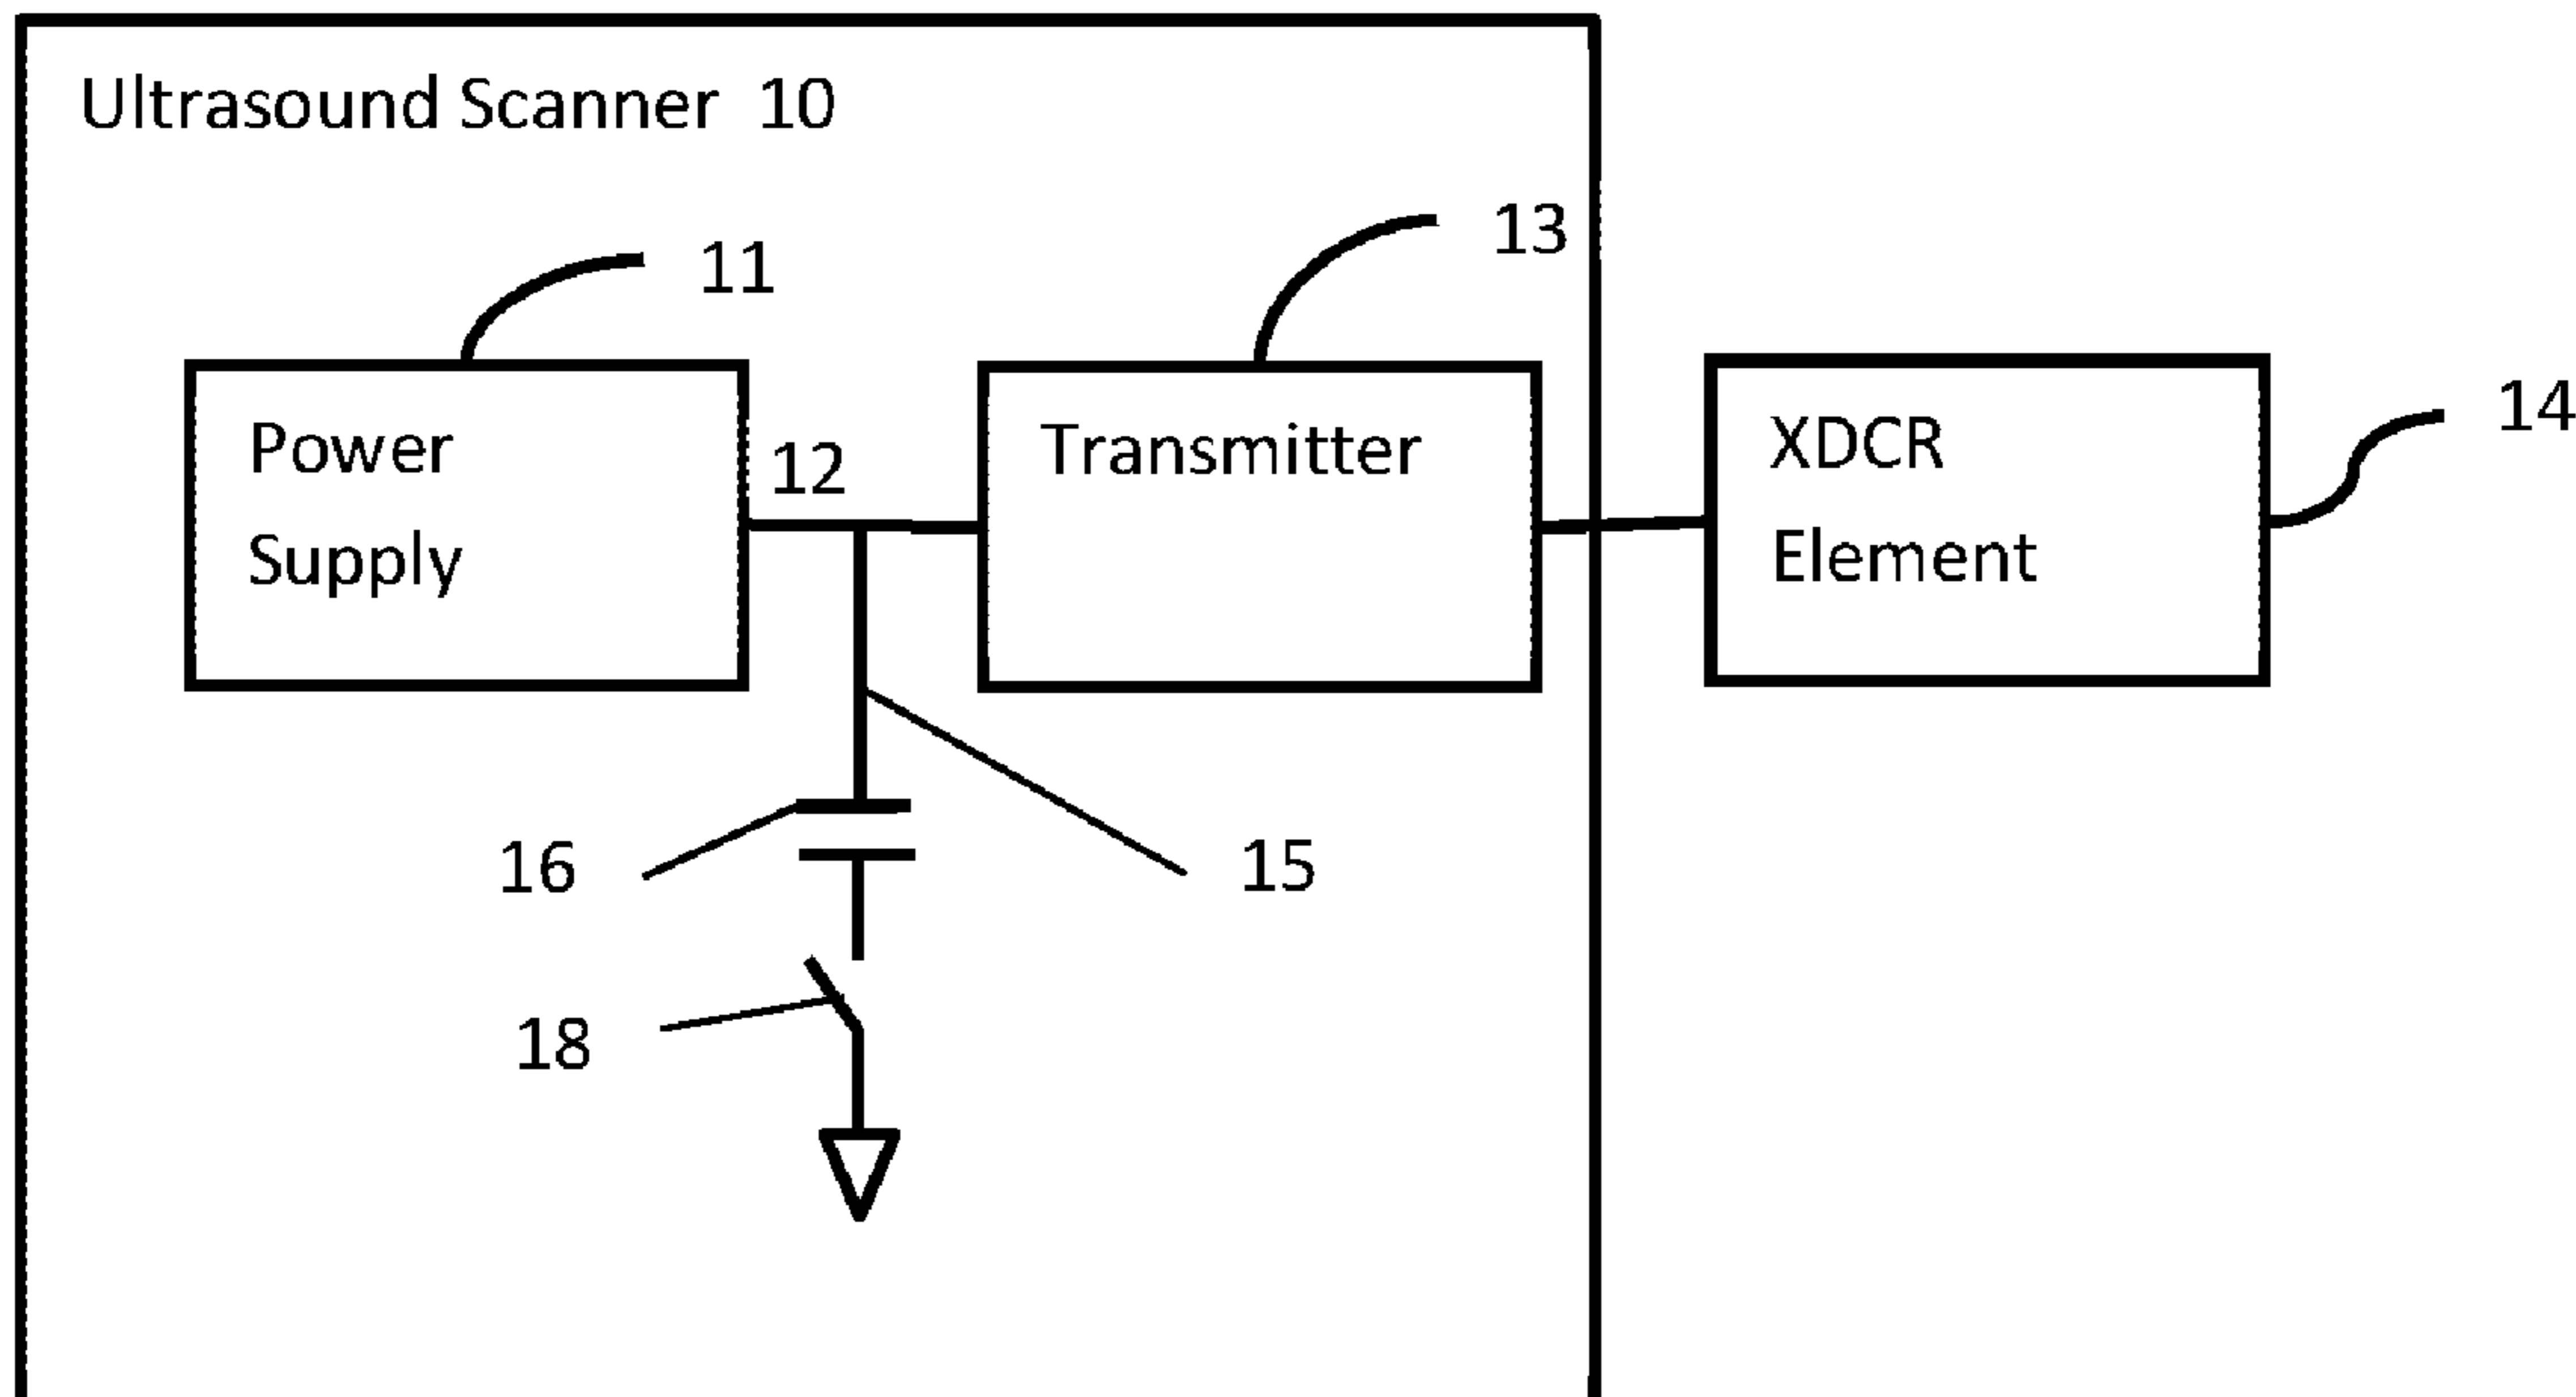 Ultrasound Scanner 10
11
13
14
Power
Supply
12
Transmitter
XDCR
Element
16
15
18